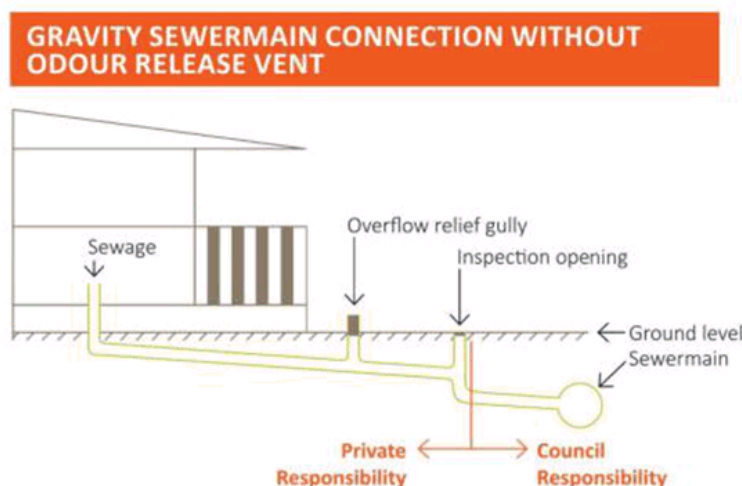 GRAVITY SEWERMAIN CONNECTION WITHOUT
ODOUR RELEASE VENT
Overflow relief gully
Sewage
Inspection opening
Ground level
Sewermain
Private
Responsibility
Council
Responsibility